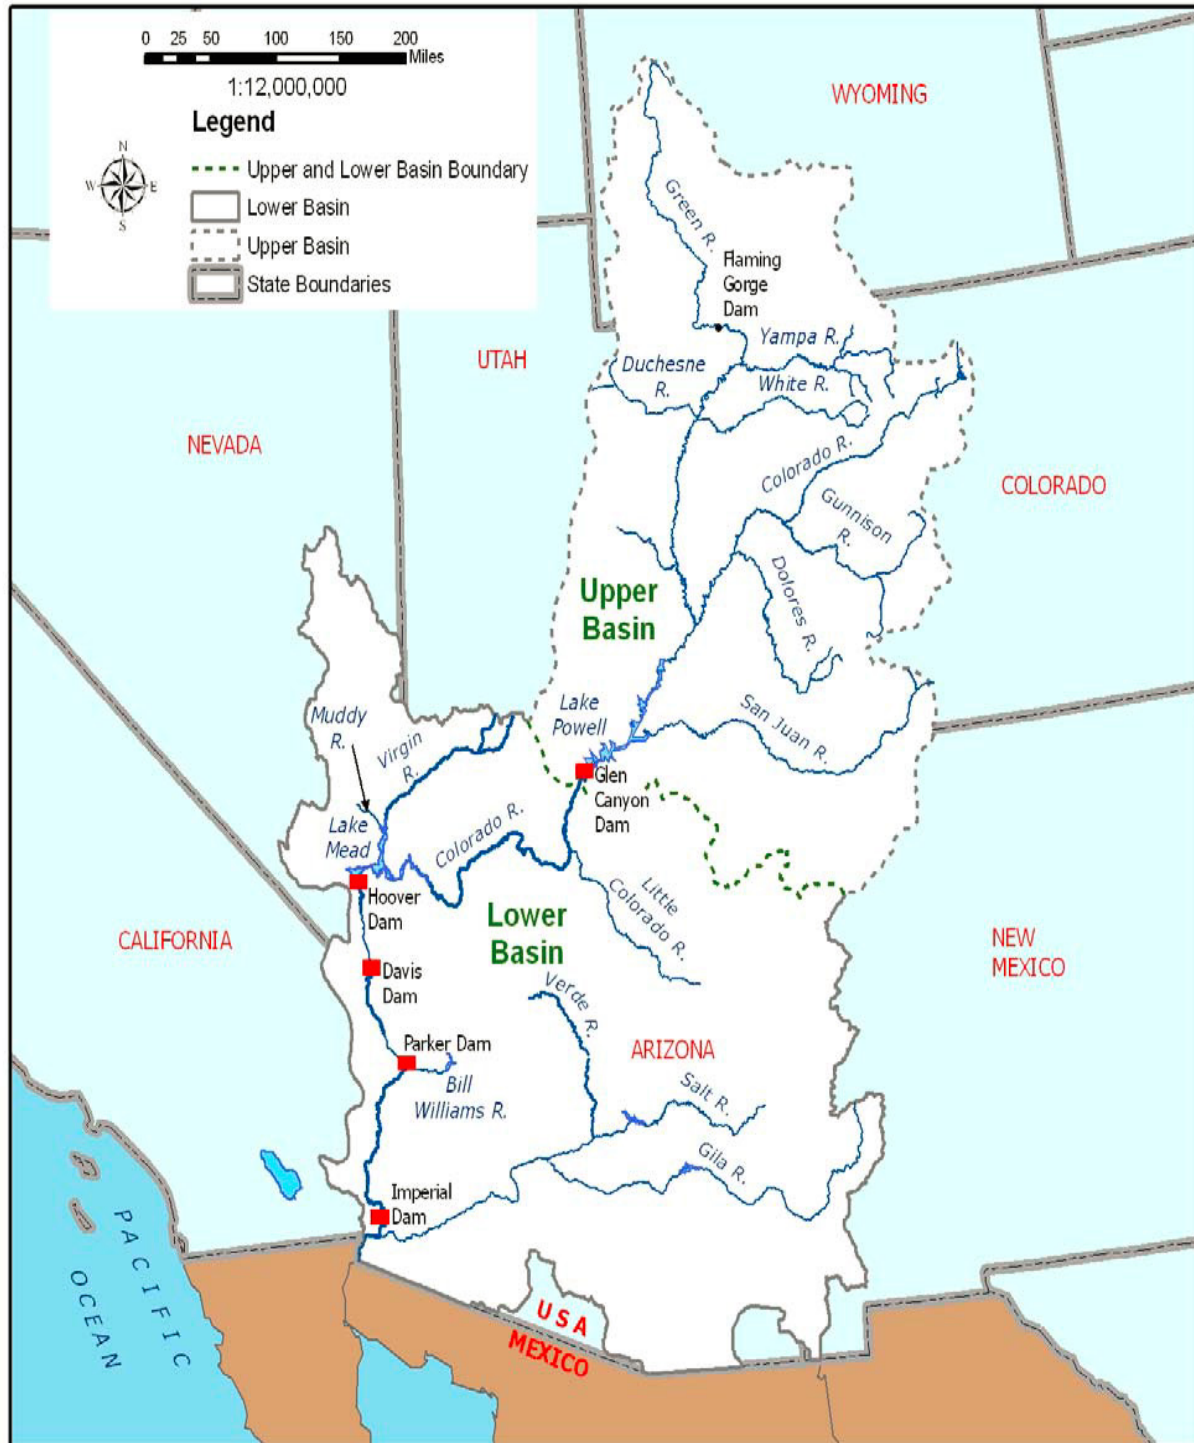 0 25 50 100 150 200
Miles
1:12,000,000
Legend
Upper and Lower Basin Boundary
Lower Basin
Upper Basin
State Boundaries
N
W E
S
WYOMING
Green R.
Flaming
Gorge
Dam
Yampa R.
UTAH
Duchesne
R.
White R.
NEVADA
Colorado R.
COLORADO
Gunnison
R.
Dolores R.
Upper
Basin
Lake
Powell
San Juan R.
Muddy
R.
Virgin
R.
Glen
Canyon
Dam
Lake
Mead
Colorado R.
Hoover
Dam
Little
Colorado R.
Lower
Basin
CALIFORNIA
NEW
MEXICO
Davis
Dam
Verde R.
Parker Dam
ARIZONA
Bill
Williams R.
Salt R.
Gila R.
Imperial
Dam
PACIFIC
OCEAN
USA
MEXICO